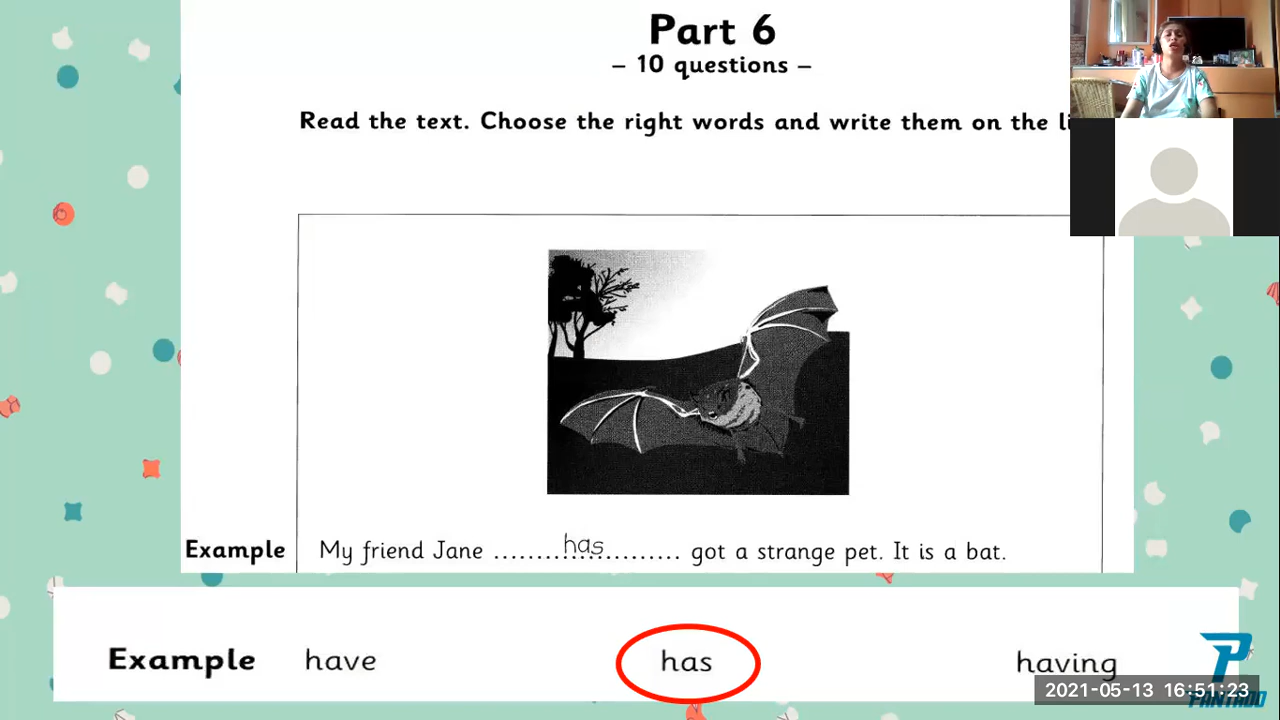 Part 6
– 10 questions –
Read the text. Choose the right words and write them on the
Example My friend Jane ........has........ got a strange pet. It is a bat.
Example have has having
2021-05-13 16:51:23
FANTADO